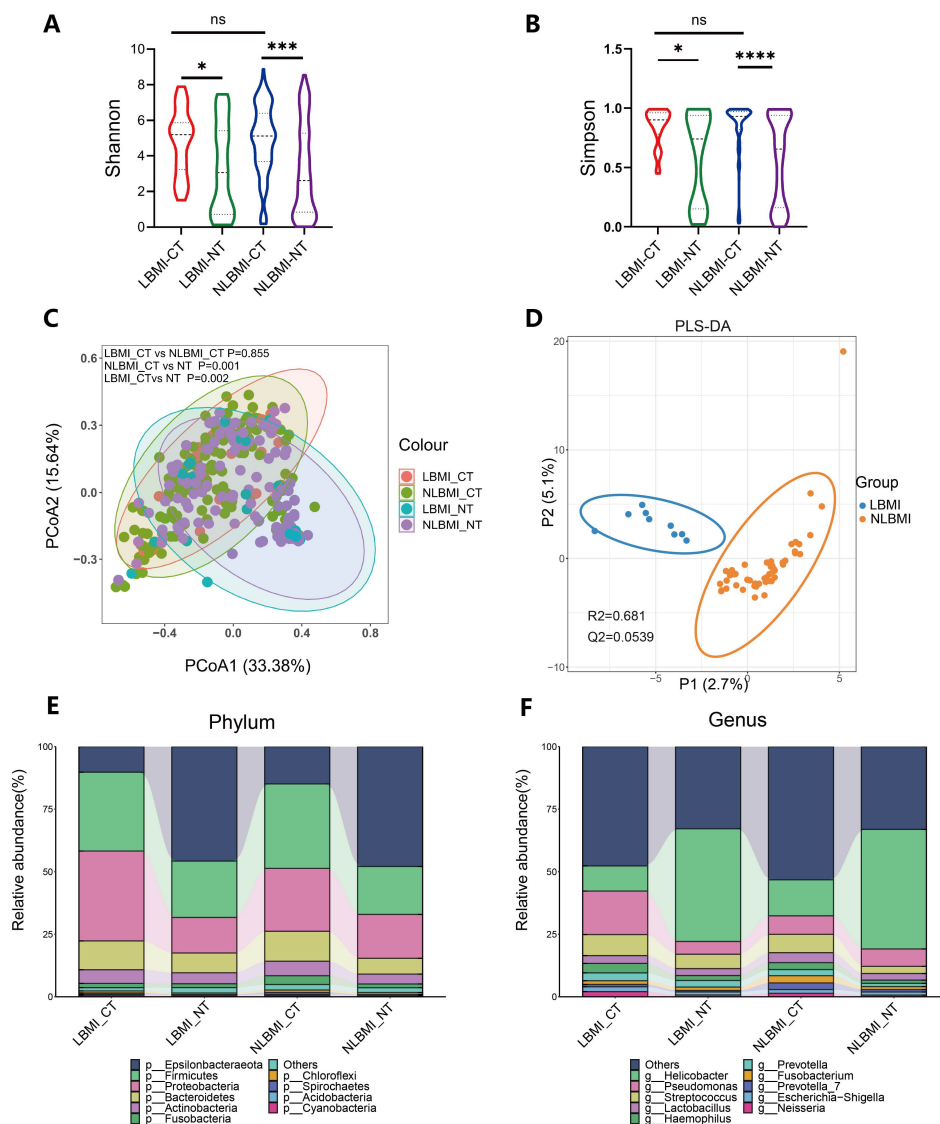 A
ns
***
*
Shannon
10
8
6
4
2
0
LBMI-CT
LBMI-NT
NLBMI-CT
NLBMI-NT
B
ns
*
****
Simpson
1.5
1.0
0.5
0.0
LBMI-CT
LBMI-NT
NLBMI-CT
NLBMI-NT
C
LBMI_CT vs NLBMI_CT P=0.855
NLBMI_CT vs NT P=0.001
LBMI_CTvs NT P=0.002
PCoA2 (15.64%)
0.6
0.3
0.0
−0.3
−0.4
0.0
0.4
0.8
PCoA1 (33.38%)
Colour
LBMI_CT
NLBMI_CT
LBMI_NT
NLBMI_NT
D
PLS-DA
P2 (5.1%)
20
10
0
−10
R2=0.681
Q2=0.0539
−5
0
5
P1 (2.7%)
Group
LBMI
NLBMI
E
Phylum
Relative abundance(%)
100
75
50
25
0
LBMI_CT
LBMI_NT
NLBMI_CT
NLBMI_NT
p__Epsilonbacteraeota
p__Firmicutes
p__Proteobacteria
p__Bacteroidetes
p__Actinobacteria
p__Fusobacteria
Others
p__Chloroflexi
p__Spirochaetes
p__Acidobacteria
p__Cyanobacteria
F
Genus
Relative abundance(%)
100
75
50
25
0
LBMI_CT
LBMI_NT
NLBMI_CT
NLBMI_NT
Others
g__Helicobacter
g__Pseudomonas
g__Streptococcus
g__Lactobacillus
g__Haemophilus
g__Prevotella
g__Fusobacterium
g__Prevotella_7
g__Escherichia−Shigella
g__Neisseria